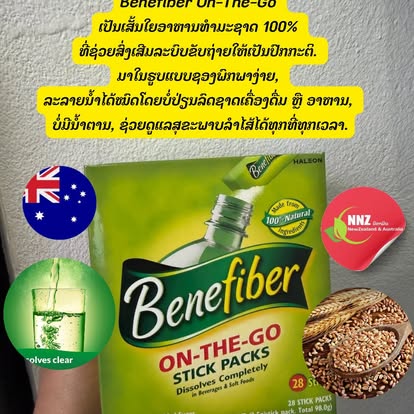 Benefiber On-The-Go
ເປັນເສັ້ນໃຍອາຫານທຳມະຊາດ 100%
ທີ່ຊ່ວຍສົ່ງເສີມລະບົບຂັບຖ່າຍໃຫ້ເປັນປົກກະຕິ.
ມາໃນຮູບແບບຊອງພົກພາງ່າຍ,
ລະລາຍນ້ຳໄດ້ໝົດໂດຍບໍ່ປ່ຽນລົດຊາດເຄື່ອງດື່ມ ຫຼື ອາຫານ,
ບໍ່ມີນ້ຳຕານ, ຊ່ວຍດູແລສຸຂະພາບລຳໄສ້ໄດ້ທຸກທີ່ທຸກເວລາ.
HALEON
Benefiber
Made from
100% Natural
Ingredients
NNZ
NewZealand & Australia
Benefiber
ON-THE-GO
STICK PACKS
Dissolves Completely
in Beverages & Soft Foods
solves clear
28
28 STICK PACKS
Total 98.0g)